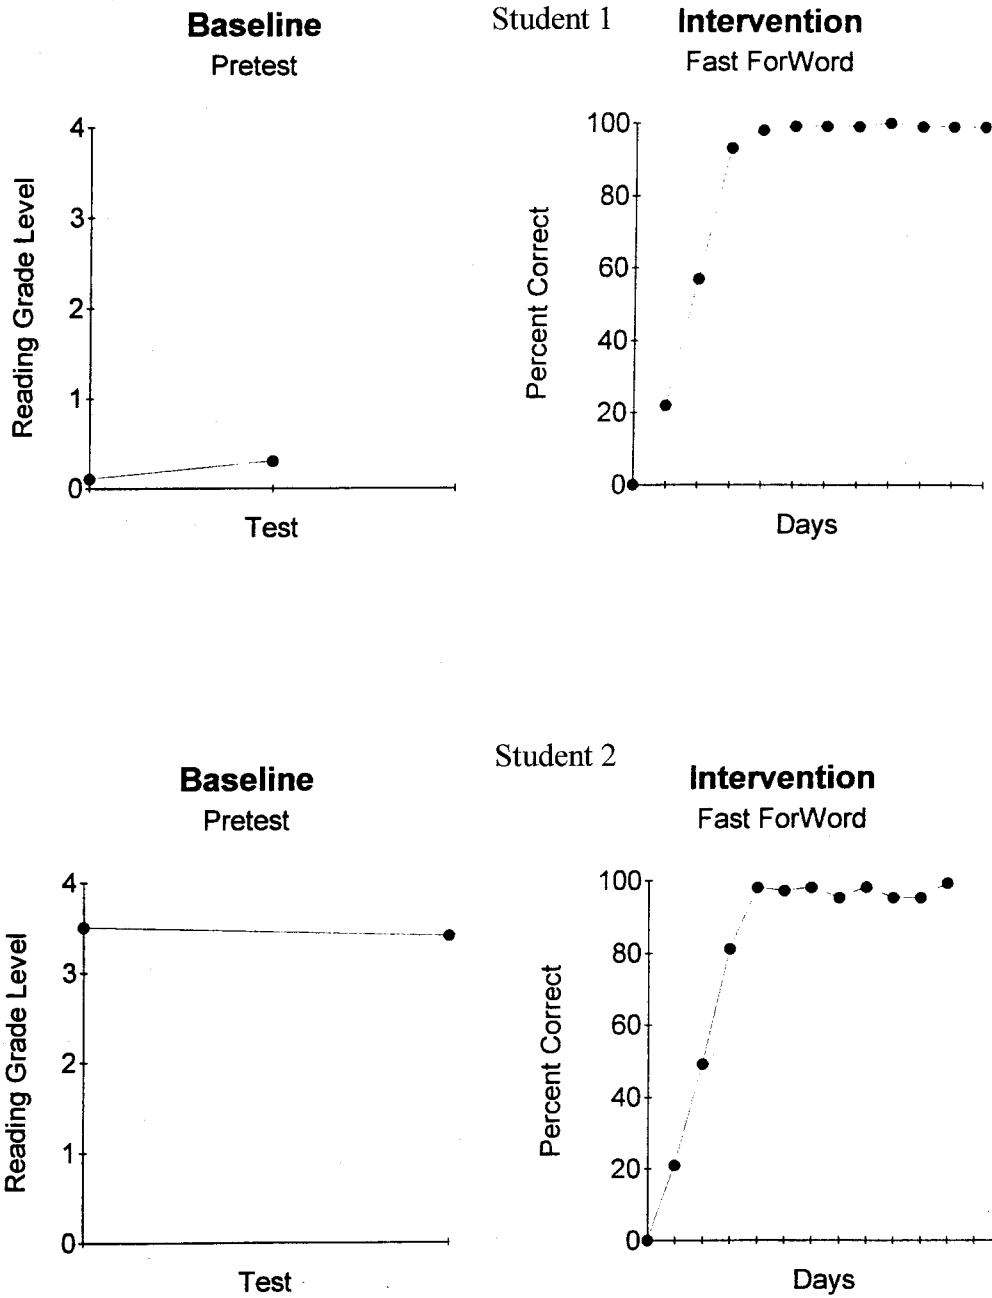 Student 1
Baseline
Pretest
Intervention
Fast ForWord
4
3
2
1
0
Reading Grade Level
Test
100
80
60
40
20
0
Percent Correct
Days
Student 2
Baseline
Pretest
Intervention
Fast ForWord
4
3
2
1
0
Reading Grade Level
Test
100
80
60
40
20
0
Percent Correct
Days